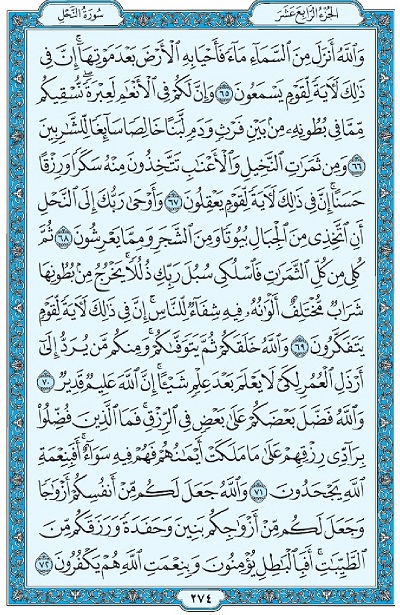 الجزء الرابع عشر
سورة النحل
وَٱللَّهُ أَنزَلَ مِنَ ٱلسَّمَآءِ مَآءً فَأَحْيَا بِهِ ٱلْأَرْضَ بَعْدَ مَوْتِهَآ ۚ إِنَّ فِى
ذَٰلِكَ لَءَايَةً لِّقَوْمٍ يَسْمَعُونَ ٦٥ وَإِنَّ لَكُمْ فِى ٱلْأَنْعَٰمِ لَعِبْرَةً ۖ نُّسْقِيكُم
مِّمَّا فِى بُطُونِهِۦ مِنۢ بَيْنِ فَرْثٍ وَدَمٍ لَّبَنًا خَالِصًا سَآئِغًا لِّلشَّٰرِبِينَ
٦٦ وَمِن ثَمَرَٰتِ ٱلنَّخِيلِ وَٱلْأَعْنَٰبِ تَتَّخِذُونَ مِنْهُ سَكَرًا وَرِزْقًا
حَسَنًا ۗ إِنَّ فِى ذَٰلِكَ لَءَايَةً لِّقَوْمٍ يَعْقِلُونَ ٦٧ وَأَوْحَىٰ رَبُّكَ إِلَى ٱلنَّحْلِ
أَنِ ٱتَّخِذِى مِنَ ٱلْجِبَالِ بُيُوتًا وَمِنَ ٱلشَّجَرِ وَمِمَّا يَعْرِشُونَ ٦٨ ثُمَّ
كُلِى مِن كُلِّ ٱلثَّمَرَٰتِ فَٱسْلُكِى سُبُلَ رَبِّكِ ذُلُلًا ۚ يَخْرُجُ مِنۢ بُطُونِهَا
شَرَابٌ مُّخْتَلِفٌ أَلْوَٰنُهُۥ فِيهِ شِفَآءٌ لِّلنَّاسِ ۗ إِنَّ فِى ذَٰلِكَ لَءَايَةً لِّقَوْمٍ
يَتَفَكَّرُونَ ٦٩ وَٱللَّهُ خَلَقَكُمْ ثُمَّ يَتَوَفَّىٰكُمْ ۚ وَمِنكُم مَّن يُرَدُّ إِلَىٰٓ
أَرْذَلِ ٱلْعُمُرِ لِكَىْ لَا يَعْلَمَ بَعْدَ عِلْمٍ شَيْـًٔا ۚ إِنَّ ٱللَّهَ عَلِيمٌ قَدِيرٌ ٧٠
وَٱللَّهُ فَضَّلَ بَعْضَكُمْ عَلَىٰ بَعْضٍ فِى ٱلرِّزْقِ ۚ فَمَا ٱلَّذِينَ فُضِّلُوا۟
بِرَآدِّى رِزْقِهِمْ عَلَىٰ مَا مَلَكَتْ أَيْمَٰنُهُمْ فَهُمْ فِيهِ سَوَآءٌ ۚ أَفَبِنِعْمَةِ
ٱللَّهِ يَجْحَدُونَ ٧١ وَٱللَّهُ جَعَلَ لَكُم مِّنْ أَنفُسِكُمْ أَزْوَٰجًا
وَجَعَلَ لَكُم مِّنْ أَزْوَٰجِكُم بَنِينَ وَحَفَدَةً وَرَزَقَكُم مِّنَ
ٱلطَّيِّبَٰتِ ۚ أَفَبِٱلْبَٰطِلِ يُؤْمِنُونَ وَبِنِعْمَتِ ٱللَّهِ هُمْ يَكْفُرُونَ ٧٢
٢٧٤